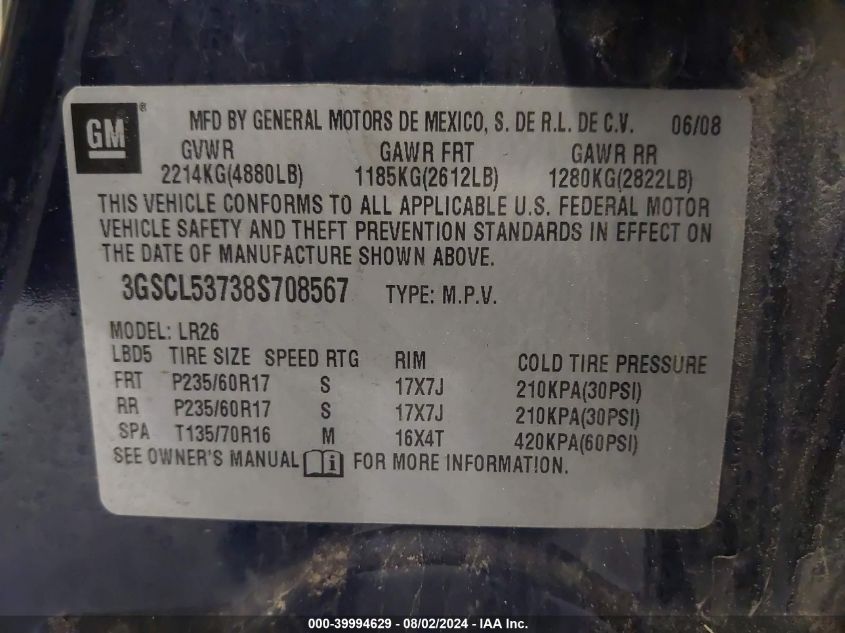 GM ® MFD BY GENERAL MOTORS DE MEXICO, S. DE R.L. DE C.V. 06/08
GVWR GAWR FRT GAWR RR
2214KG(4880LB) 1185KG(2612LB) 1280KG(2822LB)
THIS VEHICLE CONFORMS TO ALL APPLICABLE U.S. FEDERAL MOTOR
VEHICLE SAFETY AND THEFT PREVENTION STANDARDS IN EFFECT ON
THE DATE OF MANUFACTURE SHOWN ABOVE.
3GSCL53738S708567 TYPE: M.P.V.
MODEL: LR26
LBD5 TIRE SIZE SPEED RTG RIM COLD TIRE PRESSURE
FRT P235/60R17 S 17X7J 210KPA(30PSI)
RR P235/60R17 S 17X7J 210KPA(30PSI)
SPA T135/70R16 M 16X4T 420KPA(60PSI)
SEE OWNER'S MANUAL FOR MORE INFORMATION.
000-39994629 - 08/02/2024 - IAA Inc.